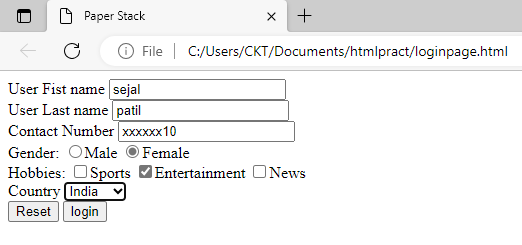 Paper Stack
File C:/Users/CKT/Documents/htmlpract/loginpage.html
User Fist name sejal
User Last name patil
Contact Number xxxxxx10
Gender: Male Female
Hobbies: Sports Entertainment News
Country India
Reset login